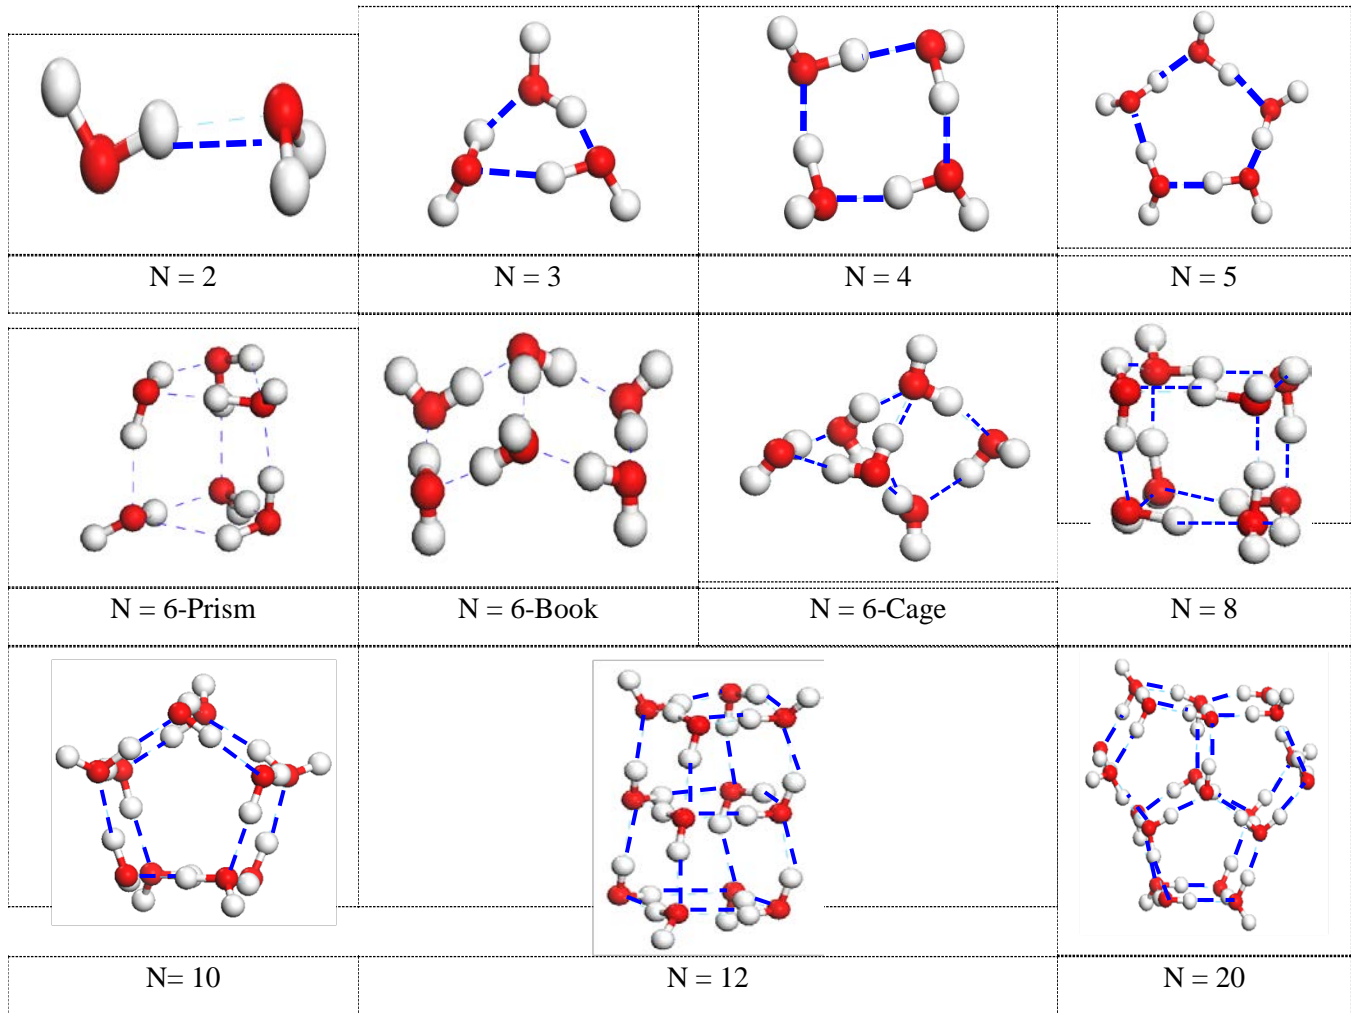 N = 2
N = 3
N = 4
N = 5
N = 6-Prism
N = 6-Book
N = 6-Cage
N = 8
N= 10
N = 12
N = 20